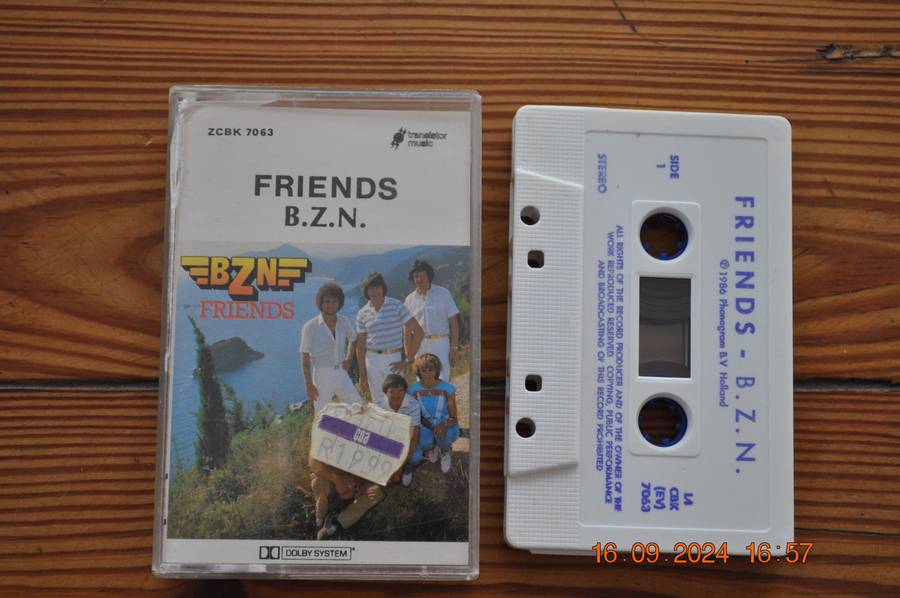 ZCBK 7063
transistor
music
FRIENDS
B.Z.N.
BZN
FRIENDS
cna
R19,99
DOLBY SYSTEM
FRIENDS - B.Z.N.
℗ 1986 Phonogram B.V Holland
SIDE
1
STEREO
ALL RIGHTS OF THE RECORD PRODUCER AND OF THE OWNER OF THE
WORK REPRODUCED RESERVED. COPYING, PUBLIC PERFORMANCE
AND BROADCASTING OF THIS RECORD PROHIBITED
L4
CBK
(EV)
7063
16.09.2024 16:57